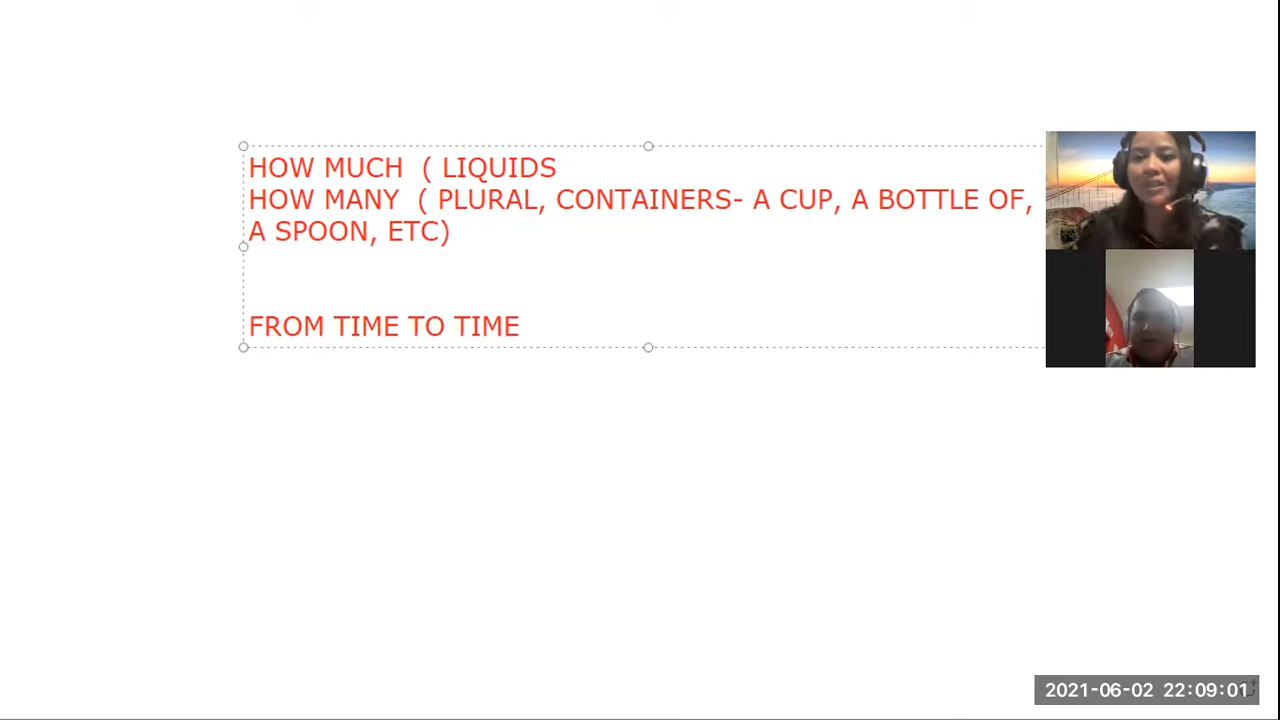 HOW MUCH  ( LIQUIDS
HOW MANY  ( PLURAL, CONTAINERS- A CUP, A BOTTLE OF,
A SPOON, ETC)
FROM TIME TO TIME
2021-06-02 22:09:01